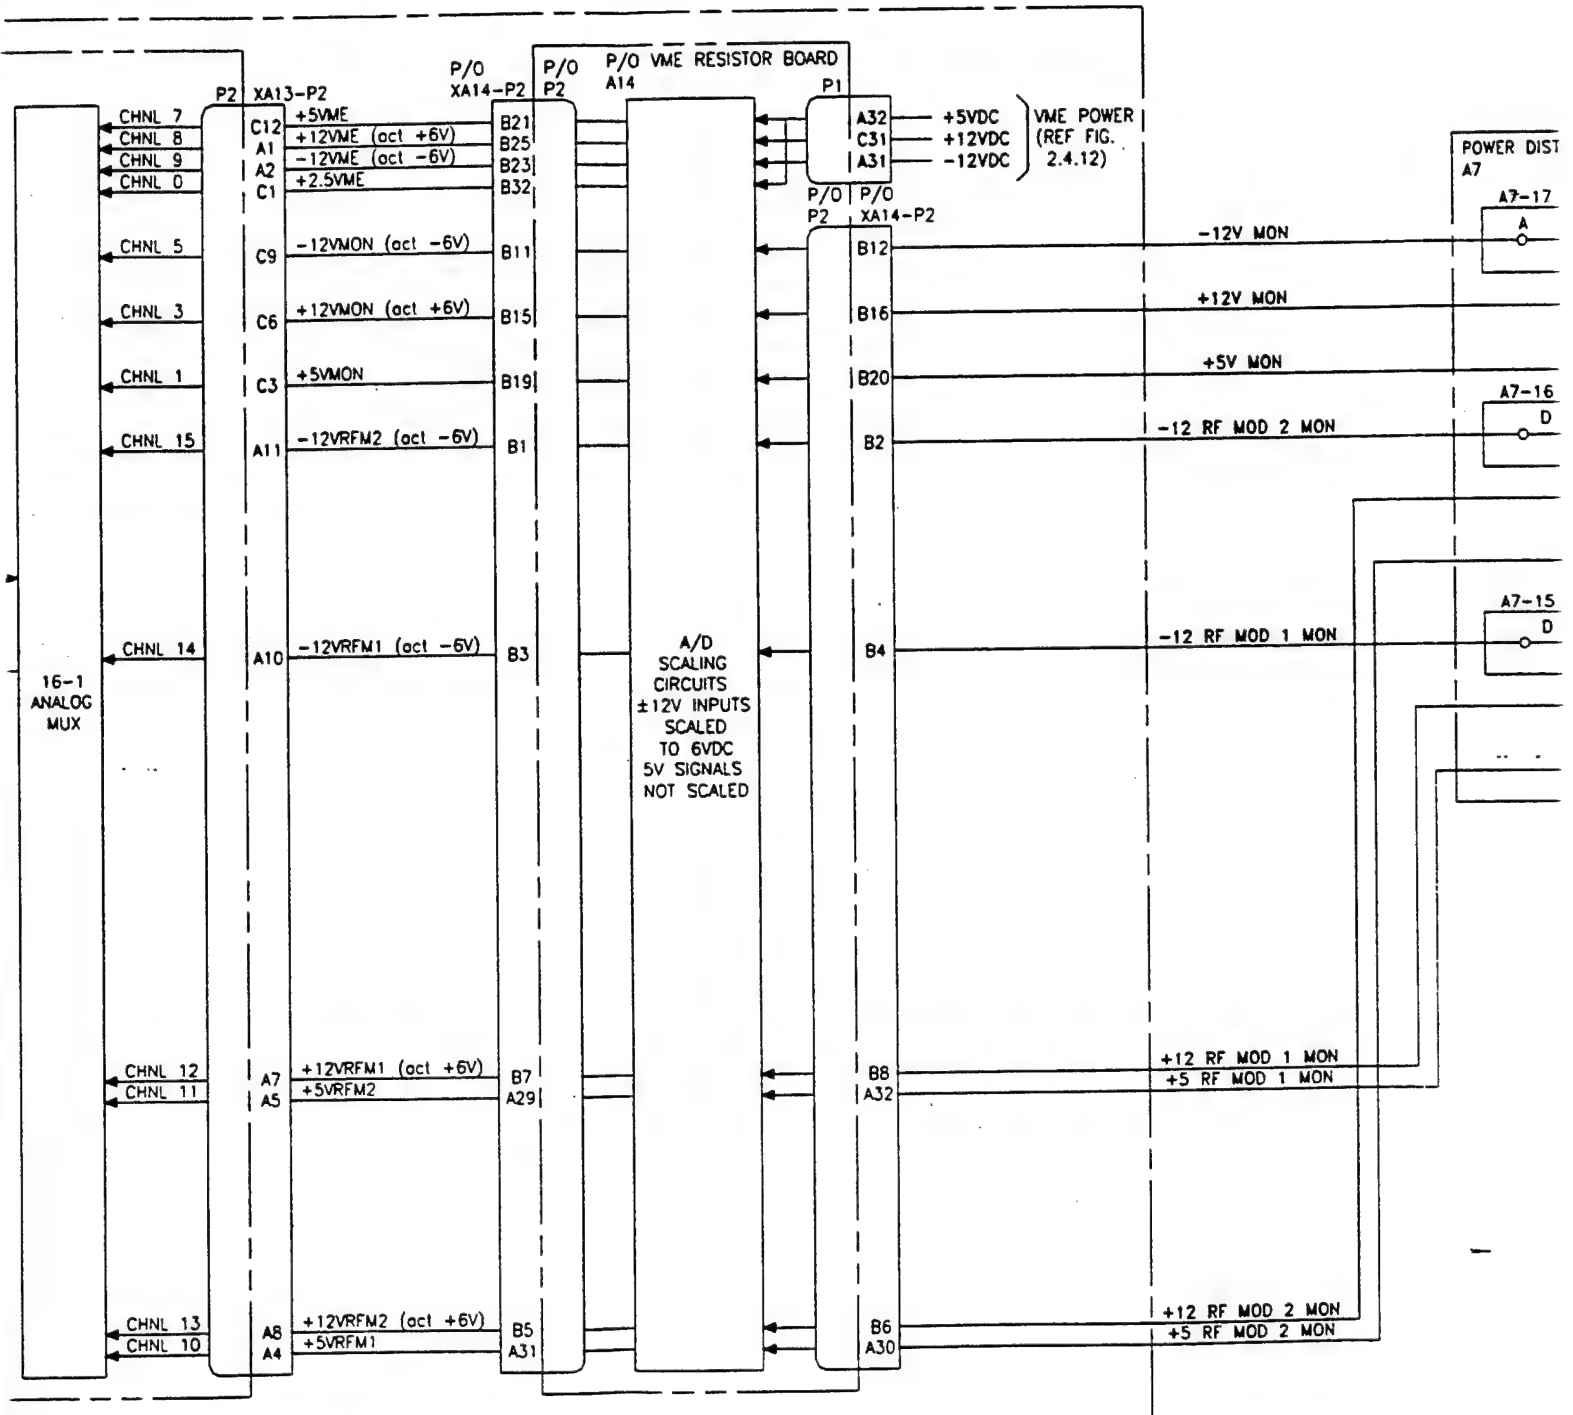 P/O VME RESISTOR BOARD
A14
P/O
XA14-P2
P/O
P2
P2 XA13-P2
P1
CHNL 7
CHNL 8
CHNL 9
CHNL 0
C12 +5VME
A1 +12VME (act +6V)
A2 -12VME (act -6V)
C1 +2.5VME
B21
B25
B23
B32
A32 +5VDC
C31 +12VDC
A31 -12VDC
VME POWER
(REF FIG.
2.4.12)
POWER DIST
A7
P/O P/O
P2 XA14-P2
A7-17
A
CHNL 5 C9 -12VMON (act -6V) B11 B12 -12V MON
CHNL 3 C6 +12VMON (act +6V) B15 B16 +12V MON
CHNL 1 C3 +5VMON B19 B20 +5V MON
A7-16
D
CHNL 15 A11 -12VRFM2 (act -6V) B1 B2 -12 RF MOD 2 MON
A7-15
D
CHNL 14 A10 -12VRFM1 (act -6V) B3 B4 -12 RF MOD 1 MON
16-1
ANALOG
MUX
A/D
SCALING
CIRCUITS
±12V INPUTS
SCALED
TO 6VDC
5V SIGNALS
NOT SCALED
CHNL 12 A7 +12VRFM1 (act +6V) B7 B8 +12 RF MOD 1 MON
CHNL 11 A5 +5VRFM2 A29 A32 +5 RF MOD 1 MON
CHNL 13 A8 +12VRFM2 (act +6V) B5 B6 +12 RF MOD 2 MON
CHNL 10 A4 +5VRFM1 A31 A30 +5 RF MOD 2 MON